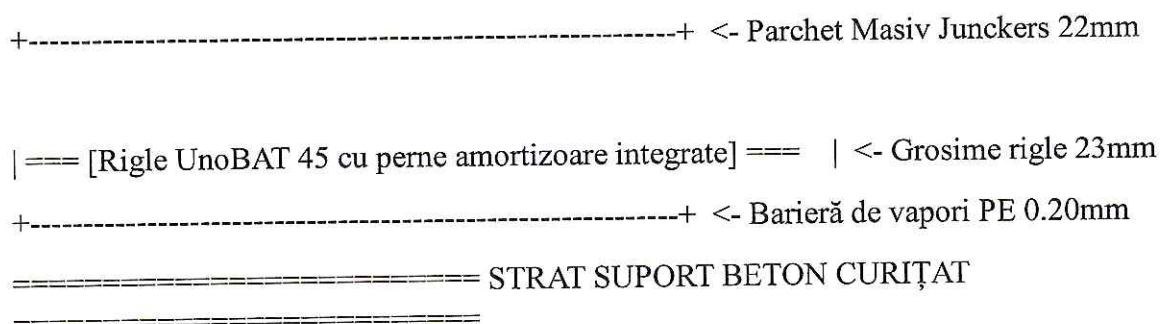 +-------------------------------------------------------+ <- Parchet Masiv Junckers 22mm
| === [Rigle UnoBAT 45 cu perne amortizoare integrate] === | <- Grosime rigle 23mm
+-------------------------------------------------------+ <- Barieră de vapori PE 0.20mm
============================ STRAT SUPORT BETON CURIȚAT
============================